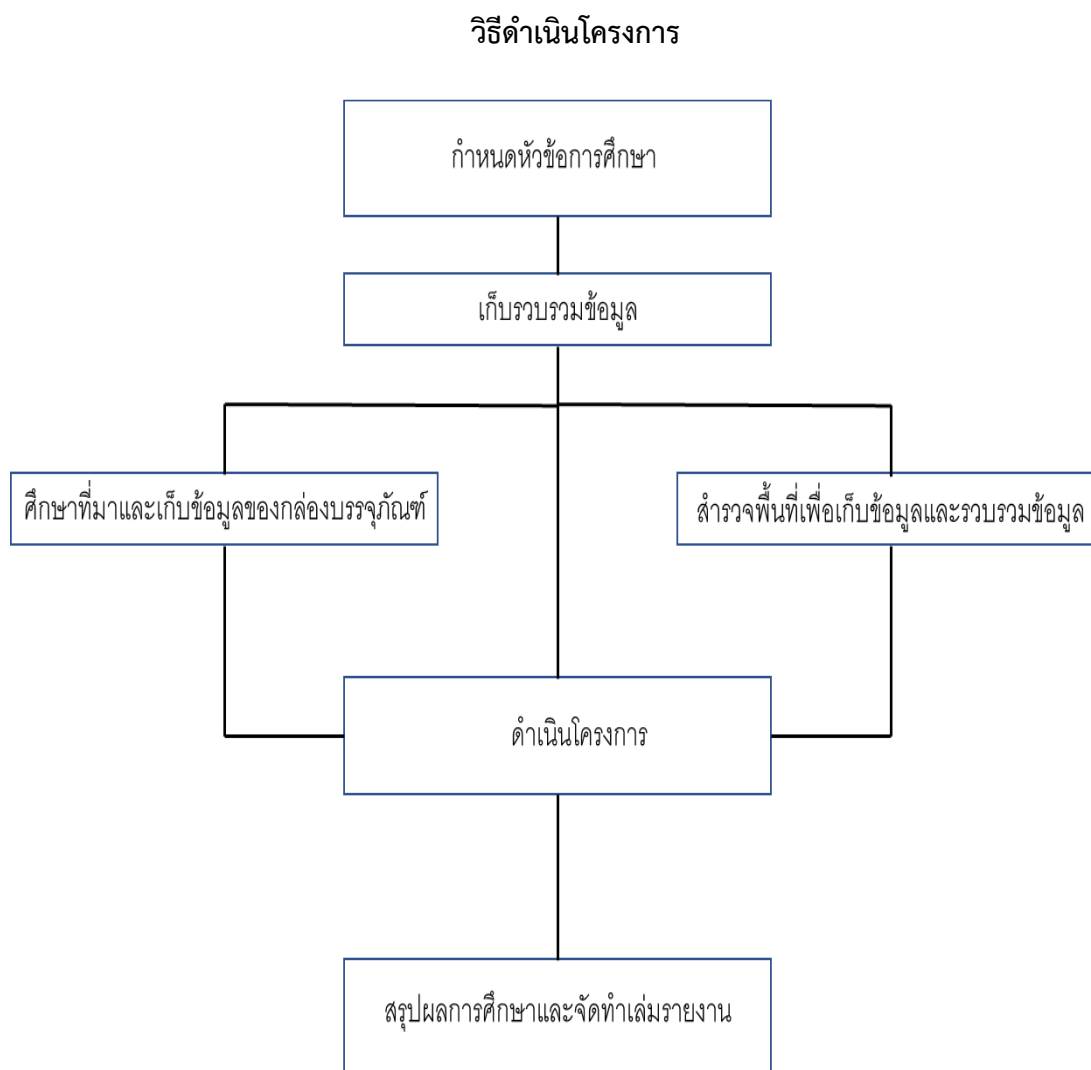 วิธีดำเนินโครงการ
กำหนดหัวข้อการศึกษา
เก็บรวบรวมข้อมูล
ศึกษาที่มาและเก็บข้อมูลของกล่องบรรจุภัณฑ์
สำรวจพื้นที่เพื่อเก็บข้อมูลและรวบรวมข้อมูล
ดำเนินโครงการ
สรุปผลการศึกษาและจัดทำเล่มรายงาน